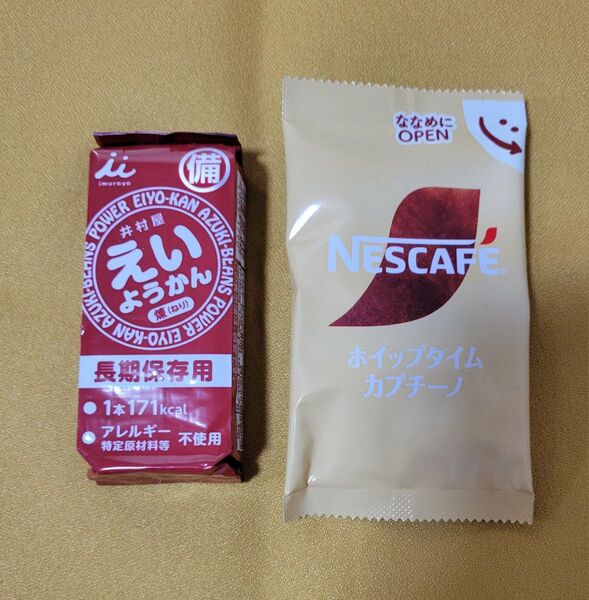 imuraya
備
AZUKI-BEANS POWER EIYO-KAN AZUKI-BEANS POWER EIYO-KAN
井村屋
えい
ようかん
煉(ねり)
長期保存用
●1本171kcal
●アレルギー
特定原材料等 不使用
ななめに
OPEN
NESCAFÉ®
ホイップタイム
カプチーノ